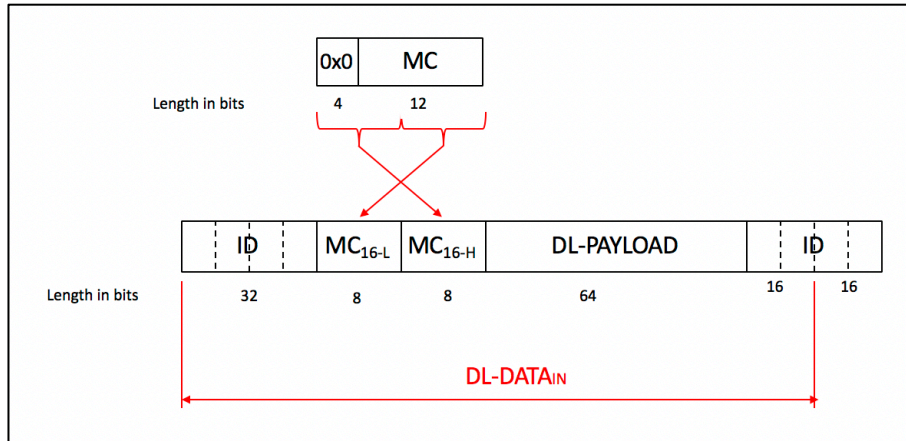 0x0 MC
Length in bits 4 12
ID MC16-L MC16-H DL-PAYLOAD ID
Length in bits 32 8 8 64 16 16
DL-DATAIN